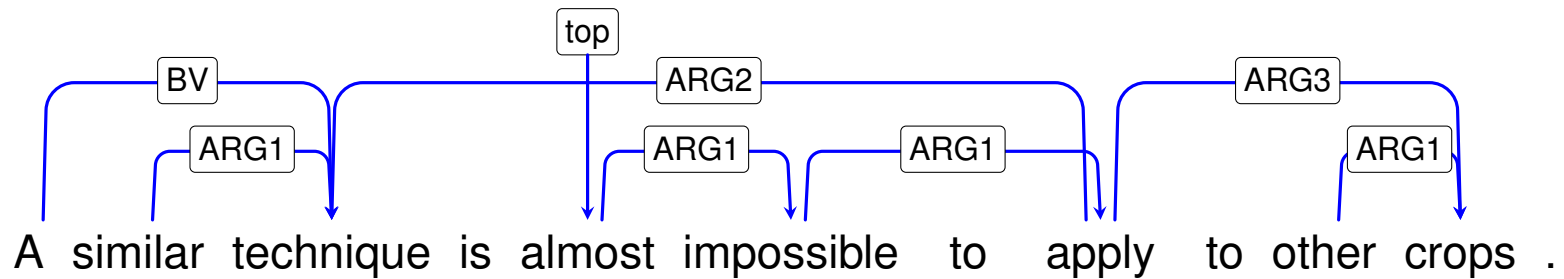 top
BV ARG2 ARG3
ARG1 ARG1 ARG1 ARG1
A similar technique is almost impossible to apply to other crops .